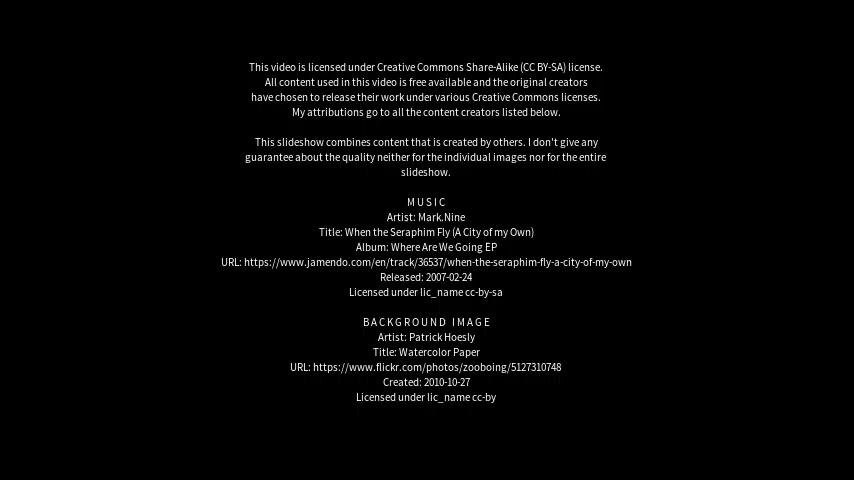 This video is licensed under Creative Commons Share-Alike (CC BY-SA) license.
All content used in this video is free available and the original creators
have chosen to release their work under various Creative Commons licenses.
My attributions go to all the content creators listed below.
This slideshow combines content that is created by others. I don't give any
guarantee about the quality neither for the individual images nor for the entire
slideshow.
MUSIC
Artist: Mark.Nine
Title: When the Seraphim Fly (A City of my Own)
Album: Where Are We Going EP
URL: https://www.jamendo.com/en/track/36537/when-the-seraphim-fly-a-city-of-my-own
Released: 2007-02-24
Licensed under lic_name cc-by-sa
BACKGROUND IMAGE
Artist: Patrick Hoesly
Title: Watercolor Paper
URL: https://www.flickr.com/photos/zooboing/5127310748
Created: 2010-10-27
Licensed under lic_name cc-by